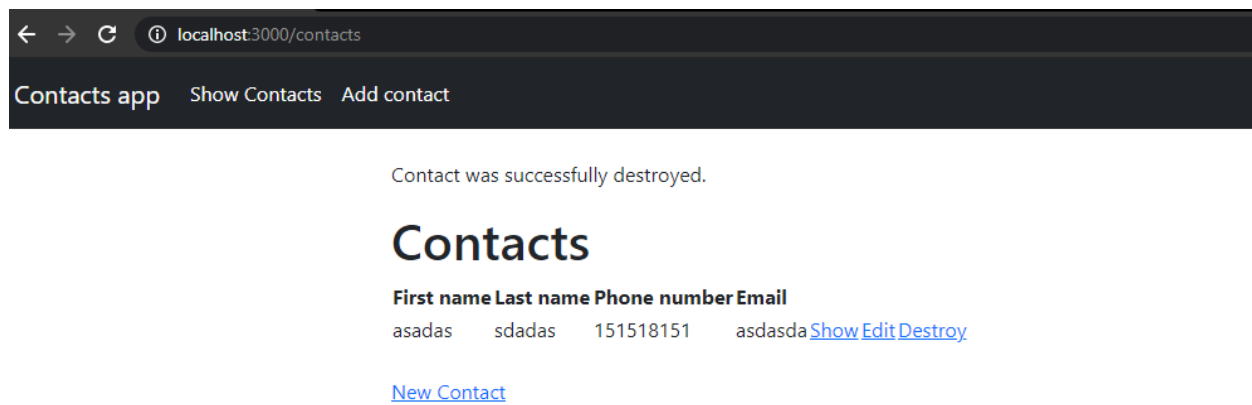 localhost:3000/contacts
Contacts app Show Contacts Add contact
Contact was successfully destroyed.
Contacts
First name Last name Phone number Email
asadas sdadas 151518151 asdasda Show Edit Destroy
New Contact